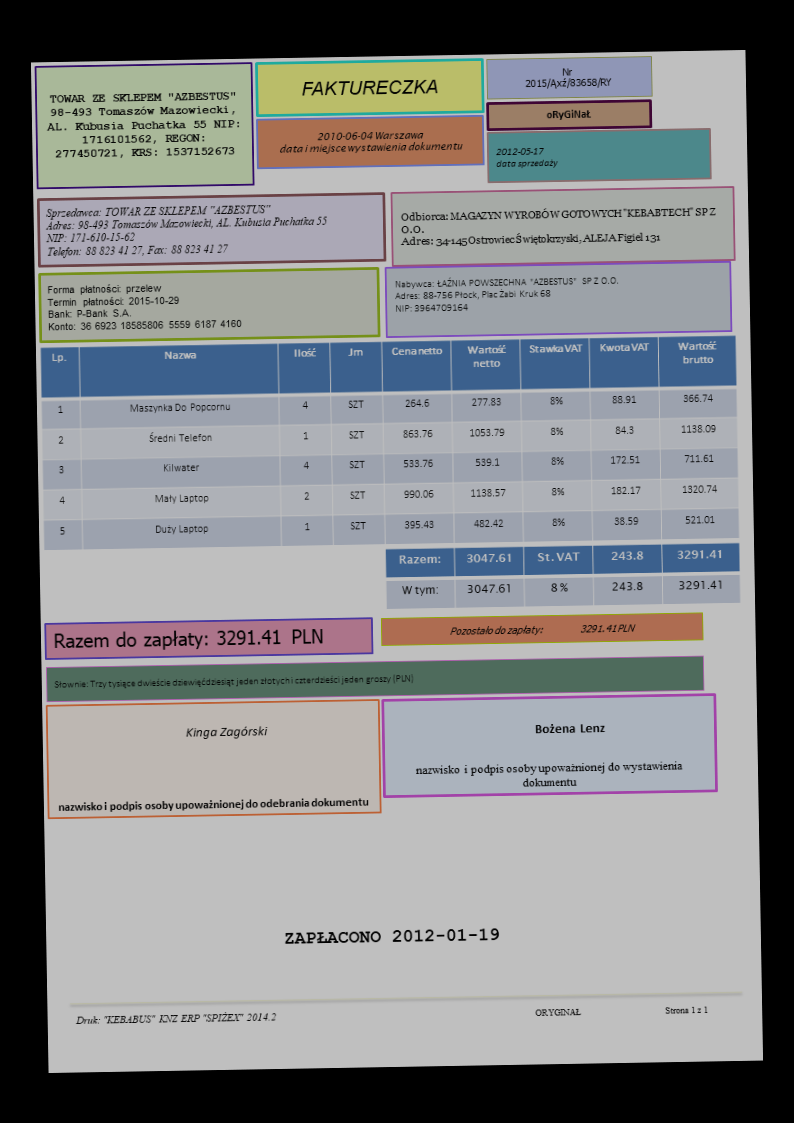 TOWAR ZE SKLEPEM "AZBESTUS"
98-493 Tomaszów Mazowiecki,
AL. Kubusia Puchatka 55 NIP:
1716101562, REGON:
277450721, KRS: 1537152673
FAKTURECZKA
2010-06-04 Warszawa
data i miejsce wystawienia dokumentu
Nr
2015/Axż/83658/RY
oRyGiNał
2012-05-17
data sprzedaży
Sprzedawca: TOWAR ZE SKLEPEM "AZBESTUS"
Adres: 98-493 Tomaszów Mazowiecki, AL. Kubusia Puchatka 55
NIP: 171-610-15-62
Telefon: 88 823 41 27, Fax: 88 823 41 27
Odbiorca: MAGAZYN WYROBÓW GOTOWYCH "KEBABTECH" SP Z
O.O.
Adres: 34-145 Ostrowiec Świętokrzyski, ALEJA Figiel 131
Forma płatności: przelew
Termin płatności: 2015-10-29
Bank: P-Bank S.A.
Konto: 36 6923 18585806 5559 6187 4160
Nabywca: ŁAŹNIA POWSZECHNA "AZBESTUS" SP Z O.O.
Adres: 88-756 Płock, Plac Żabi Kruk 68
NIP: 3964709164
Lp. Nazwa Ilość Jm Cena netto Wartość netto Stawka VAT Kwota VAT Wartość brutto
1 Maszynka Do Popcornu 4 SZT 264.6 277.83 8% 88.91 366.74
2 Średni Telefon 1 SZT 863.76 1053.79 8% 84.3 1138.09
3 Kilwater 4 SZT 533.76 539.1 8% 172.51 711.61
4 Mały Laptop 2 SZT 990.06 1138.57 8% 182.17 1320.74
5 Duży Laptop 1 SZT 395.43 482.42 8% 38.59 521.01
Razem: 3047.61 St. VAT 243.8 3291.41
W tym: 3047.61 8 % 243.8 3291.41
Razem do zapłaty: 3291.41 PLN
Pozostało do zapłaty: 3291.41 PLN
Słownie: Trzy tysiące dwieście dziewięćdziesiąt jeden złotych i czterdzieści jeden groszy (PLN)
Kinga Zagórski
nazwisko i podpis osoby upoważnionej do odebrania dokumentu
Bożena Lenz
nazwisko i podpis osoby upoważnionej do wystawienia
dokumentu
ZAPŁACONO 2012-01-19
Druk: "KEBABUS" KNZ ERP "SPIŻEX" 2014.2
ORYGINAŁ
Strona 1 z 1